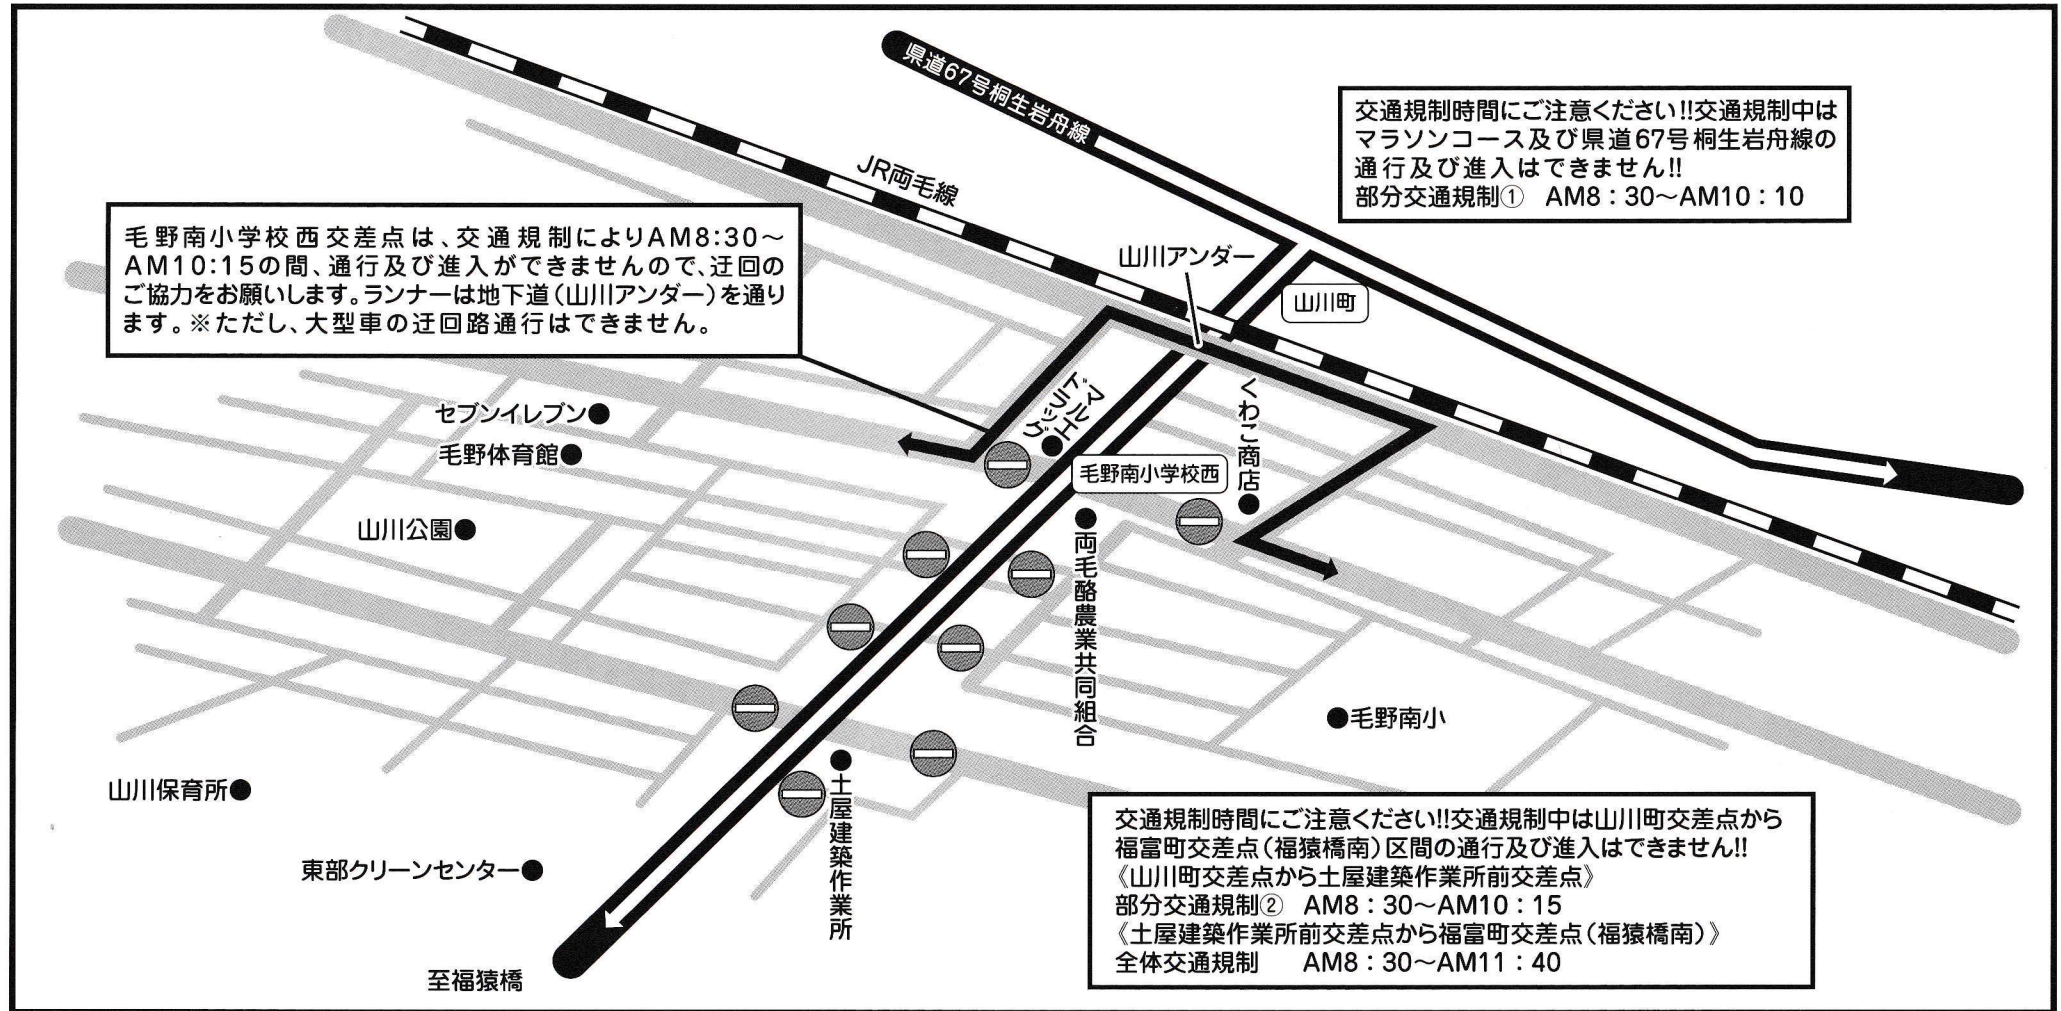 県道67号桐生岩舟線
交通規制時間にご注意ください!!交通規制中は
マラソンコース及び県道67号桐生岩舟線の
通行及び進入はできません!!
部分交通規制① AM8：30～AM10：10
JR両毛線
毛野南小学校西交差点は、交通規制によりAM8:30～
AM10:15の間、通行及び進入ができませんので、迂回の
ご協力をお願いします。ランナーは地下道（山川アンダー）を通り
ます。※ただし、大型車の迂回路通行はできません。
山川アンダー
山川町
マルエ
ドラッグ
くわこ商店
セブンイレブン
毛野体育館
毛野南小学校西
山川公園
両毛酪農業共同組合
毛野南小
山川保育所
土屋建築作業所
東部クリーンセンター
至福猿橋
交通規制時間にご注意ください!!交通規制中は山川町交差点から
福富町交差点（福猿橋南）区間の通行及び進入はできません!!
《山川町交差点から土屋建築作業所前交差点》
部分交通規制② AM8：30～AM10：15
《土屋建築作業所前交差点から福富町交差点（福猿橋南）》
全体交通規制 AM8：30～AM11：40